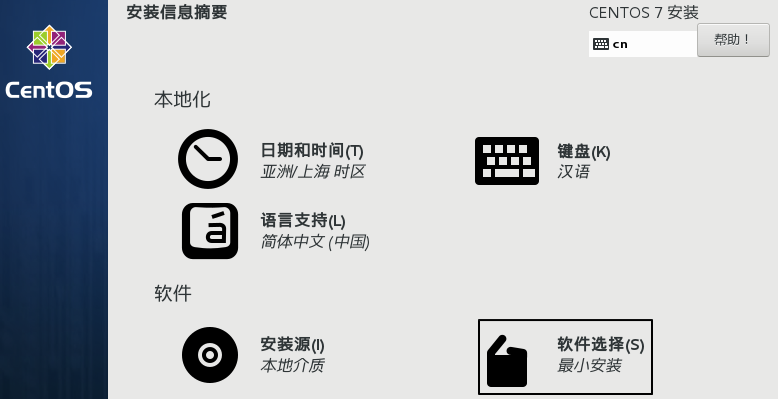 安装信息摘要
CENTOS 7 安装
cn
帮助！
CentOS
本地化
日期和时间(T)
亚洲/上海 时区
键盘(K)
汉语
语言支持(L)
简体中文 (中国)
软件
安装源(I)
本地介质
软件选择(S)
最小安装